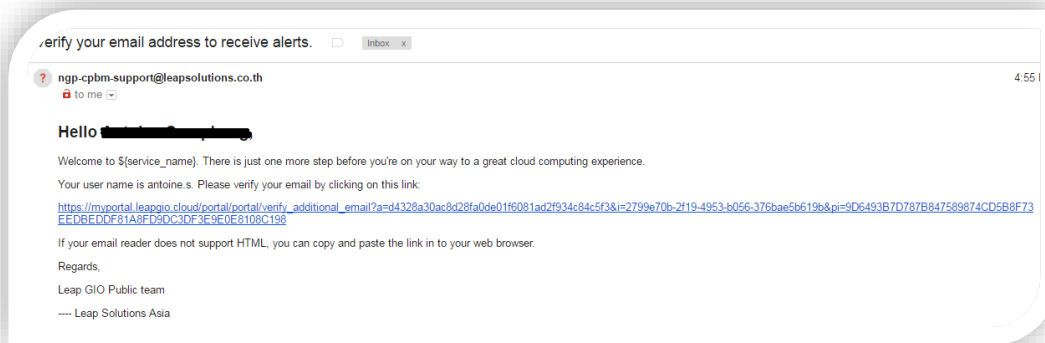 erify your email address to receive alerts.
Inbox x
? ngp-cpbm-support@leapsolutions.co.th 4:55
to me
Hello
Welcome to ${service_name}. There is just one more step before you're on your way to a great cloud computing experience.
Your user name is antoine.s. Please verify your email by clicking on this link:
https://myportal.leapgio.cloud/portal/portal/verify_additional_email?a=d4328a30ac8d28fa0de01f6081ad2f934c84c5f3&i=2799e70b-2f19-4953-b056-376bae5b619b&pi=9D6493B7D787B847589874CD5B8F73
EEDBEDDF81A8FD9DC3DF3E9E0E8108C198
If your email reader does not support HTML, you can copy and paste the link in to your web browser.
Regards,
Leap GIO Public team
---- Leap Solutions Asia